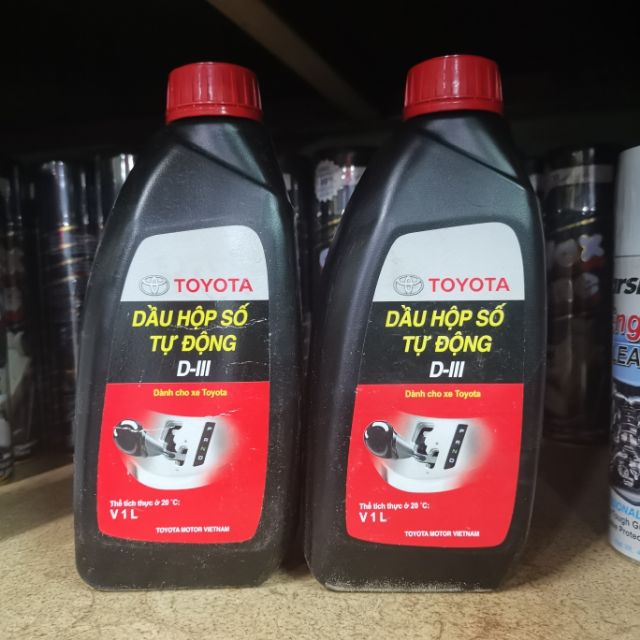 TOYOTA
DẦU HỘP SỐ
TỰ ĐỘNG
D-III
Dành cho xe Toyota
Thể tích thực ở 20 °C:
V 1 L
TOYOTA MOTOR VIETNAM
TOYOTA
DẦU HỘP SỐ
TỰ ĐỘNG
D-III
Dành cho xe Toyota
Thể tích thực ở 20 °C:
V 1 L
TOYOTA MOTOR VIETNAM